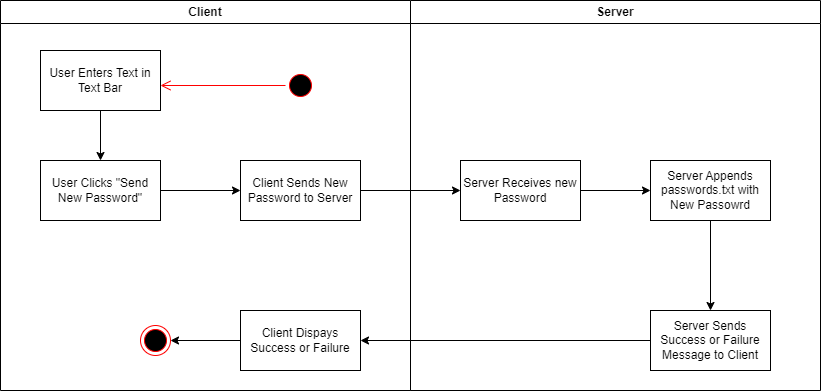 Client
Server
User Enters Text in
Text Bar
User Clicks "Send
New Password"
Client Sends New
Password to Server
Server Receives new
Password
Server Appends
passwords.txt with
New Passowrd
Client Dispays
Success or Failure
Server Sends
Success or Failure
Message to Client